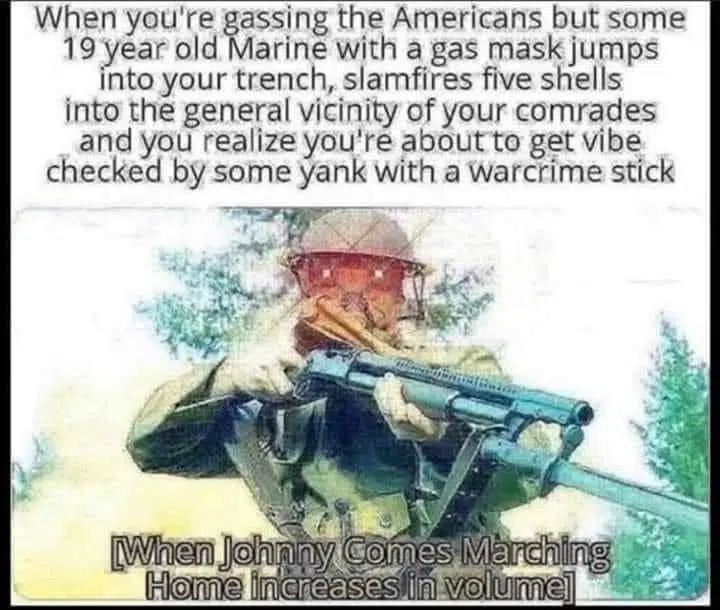 When you're gassing the Americans but some
19 year old Marine with a gas mask jumps
into your trench, slamfires five shells
into the general vicinity of your comrades
and you realize you're about to get vibe
checked by some yank with a warcrime stick
[When Johnny Comes Marching
Home increases in volume]